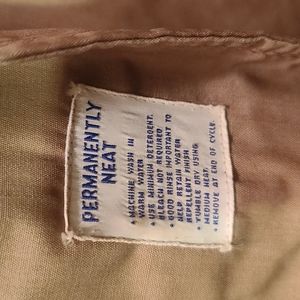 PERMANENTLY
NEAT
• MACHINE WASH IN
WARM WATER
• USE MINIMUM DETERGENT.
• BLEACH NOT REQUIRED
• GOOD RINSE IMPORTANT TO
HELP RETAIN WATER
REPELLENT FINISH
• TUMBLE DRY USING
MEDIUM HEAT.
• REMOVE AT END OF CYCLE.